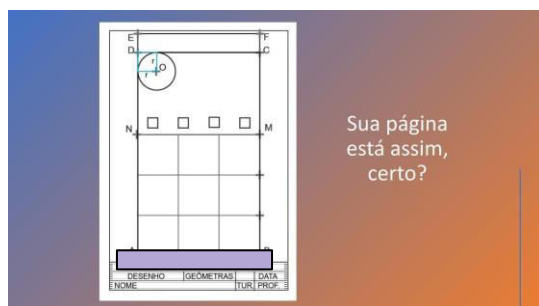 E F
D C
r O
r
N M
DESENHO GEÔMETRAS DATA
NOME TUR. PROF.
Sua página
está assim,
certo?